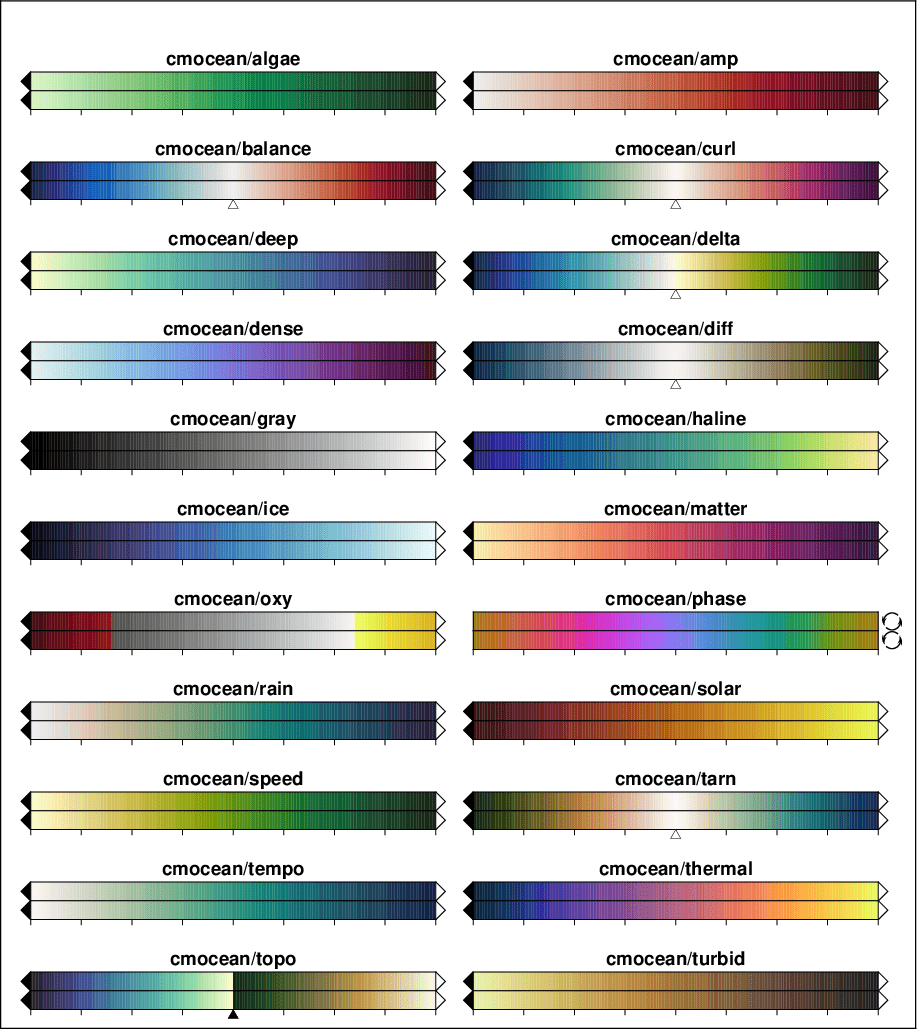 cmocean/algae
cmocean/amp
cmocean/balance
cmocean/curl
cmocean/deep
cmocean/delta
cmocean/dense
cmocean/diff
cmocean/gray
cmocean/haline
cmocean/ice
cmocean/matter
cmocean/oxy
cmocean/phase
cmocean/rain
cmocean/solar
cmocean/speed
cmocean/tarn
cmocean/tempo
cmocean/thermal
cmocean/topo
cmocean/turbid